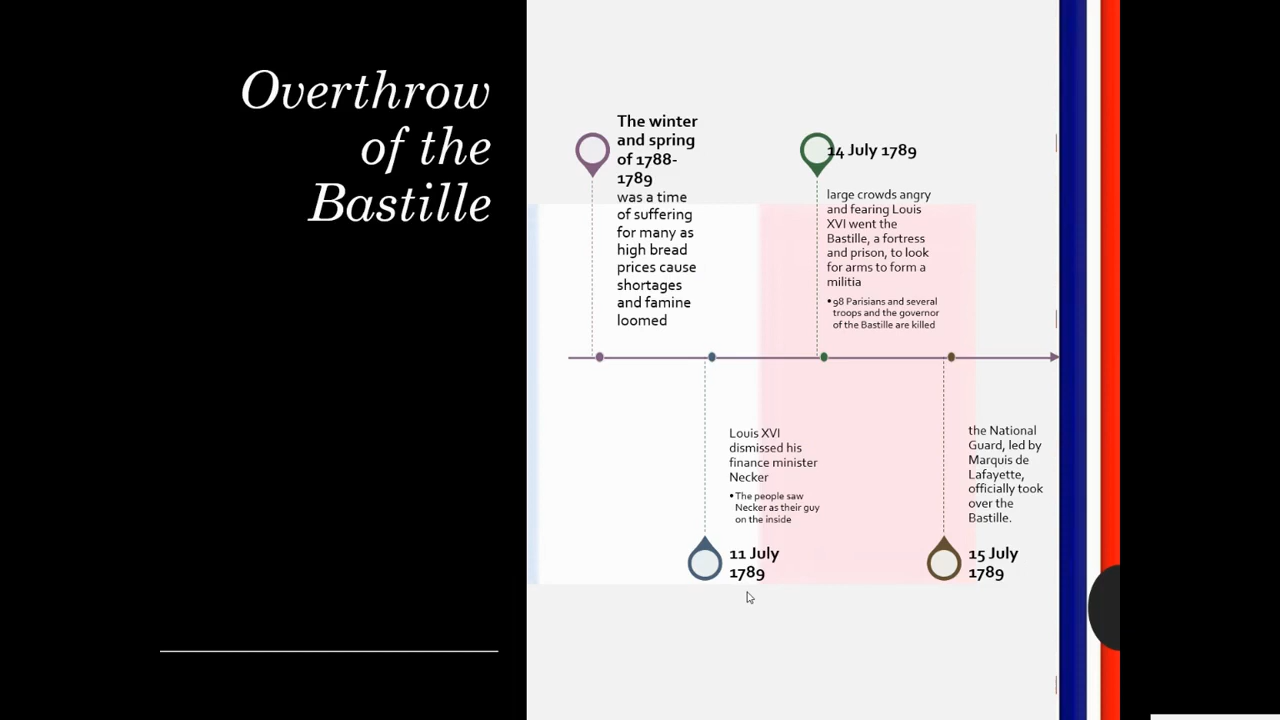 Overthrow
of the
Bastille
The winter
and spring
of 1788-
1789
was a time
of suffering
for many as
high bread
prices cause
shortages
and famine
loomed
14 July 1789
large crowds angry
and fearing Louis
XVI went the
Bastille, a fortress
and prison, to look
for arms to form a
militia
•98 Parisians and several
troops and the governor
of the Bastille are killed
Louis XVI
dismissed his
finance minister
Necker
•The people saw
Necker as their guy
on the inside
11 July
1789
the National
Guard, led by
Marquis de
Lafayette,
officially took
over the
Bastille.
15 July
1789